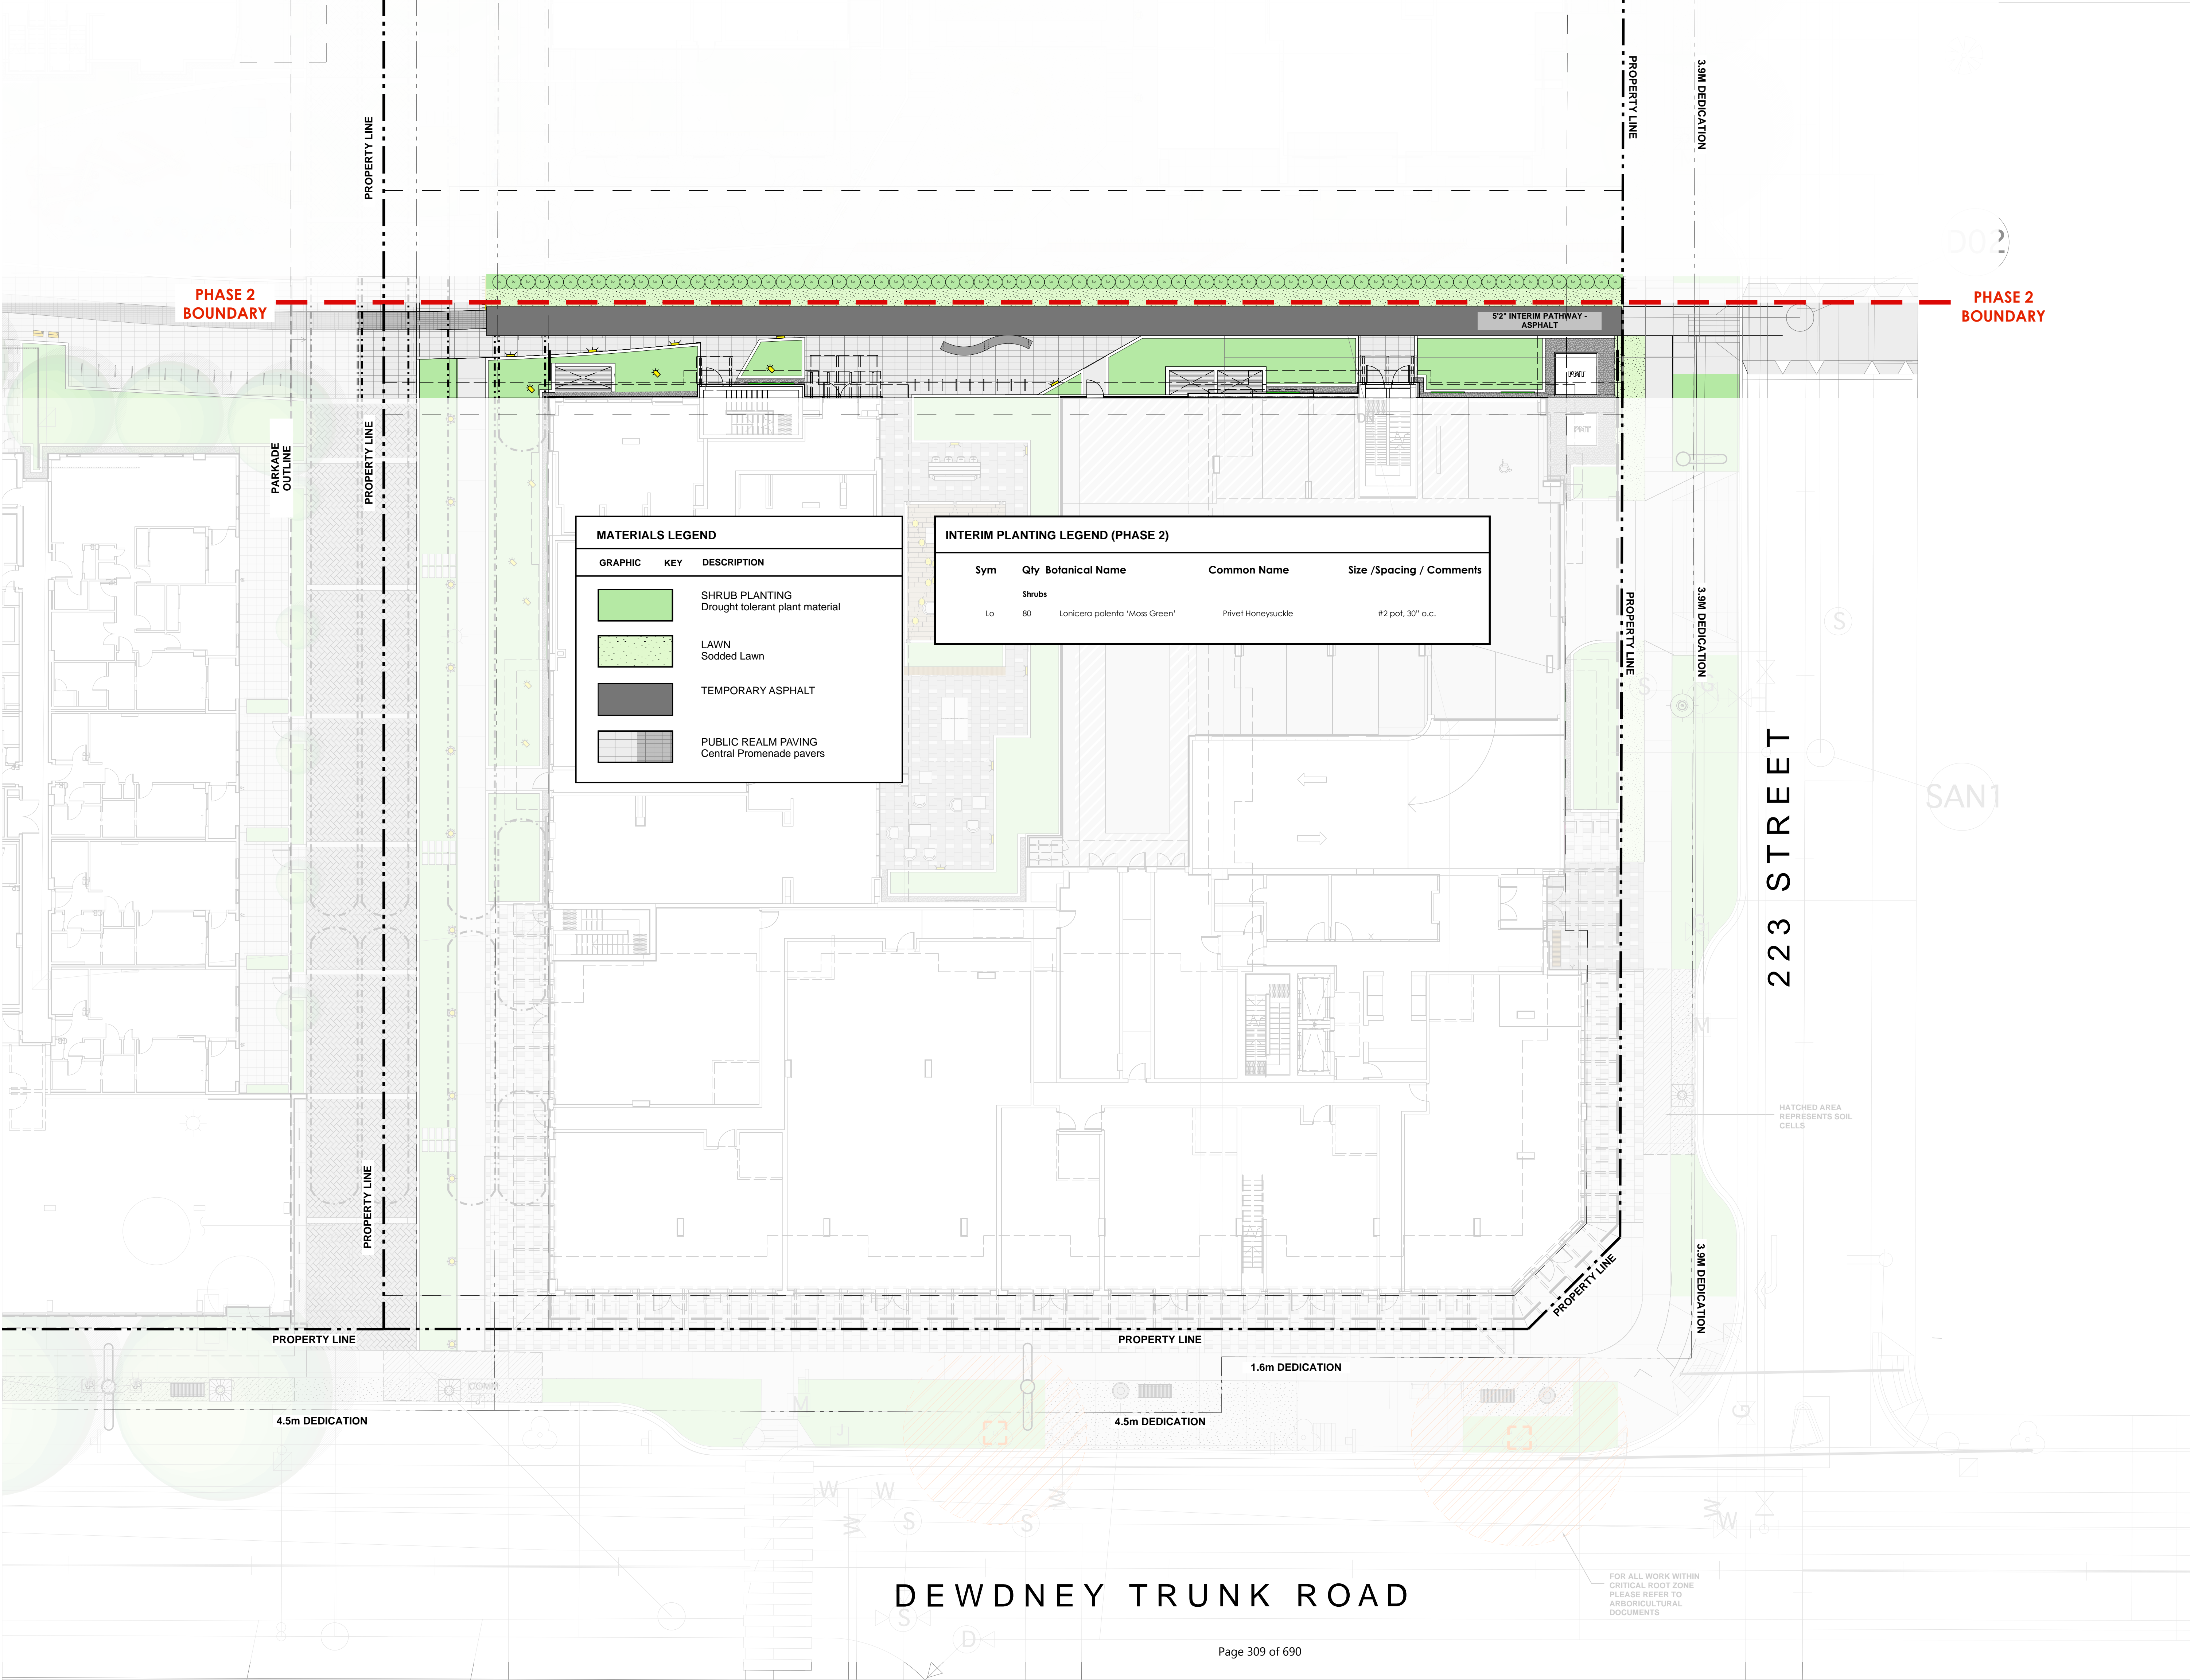 PROPERTY LINE
PROPERTY LINE
3.9M DEDICATION
D02
PHASE 2
BOUNDARY
PHASE 2
BOUNDARY
5'2" INTERIM PATHWAY -
ASPHALT
PMT
PMT
DN
PARKADE
OUTLINE
PROPERTY LINE
MATERIALS LEGEND
GRAPHIC KEY DESCRIPTION
SHRUB PLANTING
Drought tolerant plant material
LAWN
Sodded Lawn
TEMPORARY ASPHALT
PUBLIC REALM PAVING
Central Promenade pavers
INTERIM PLANTING LEGEND (PHASE 2)
Sym Qty Botanical Name Common Name Size /Spacing / Comments
Shrubs
Lo 80 Lonicera polenta ‘Moss Green’ Privet Honeysuckle #2 pot, 30” o.c.
PROPERTY LINE
3.9M DEDICATION
S
S
G
223 STREET
SAN1
M
HATCHED AREA
REPRESENTS SOIL
CELLS
PROPERTY LINE
PROPERTY LINE
3.9M DEDICATION
PROPERTY LINE
PROPERTY LINE
1.6m DEDICATION
COMM
M
G
4.5m DEDICATION
4.5m DEDICATION
W
W
W
W
W
W
S
S
FOR ALL WORK WITHIN
CRITICAL ROOT ZONE
PLEASE REFER TO
ARBORICULTURAL
DOCUMENTS
DEWDNEY TRUNK ROAD
S
D
Page 309 of 690